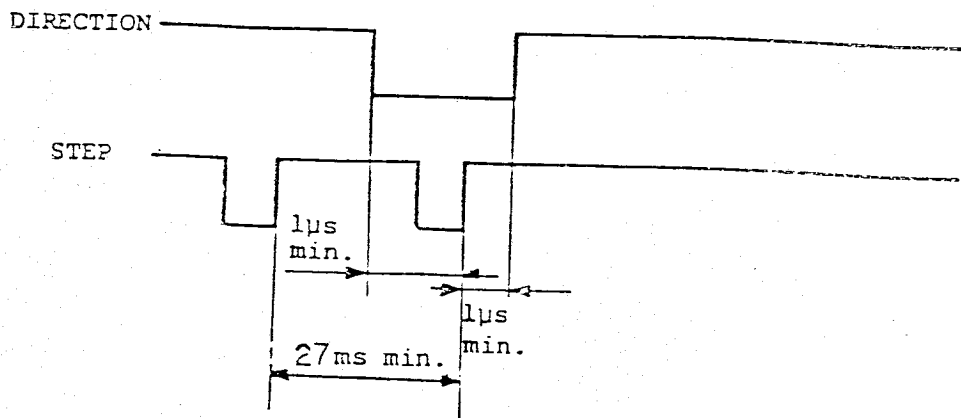 DIRECTION
STEP
1µs
min.
1µs
min.
27ms min.